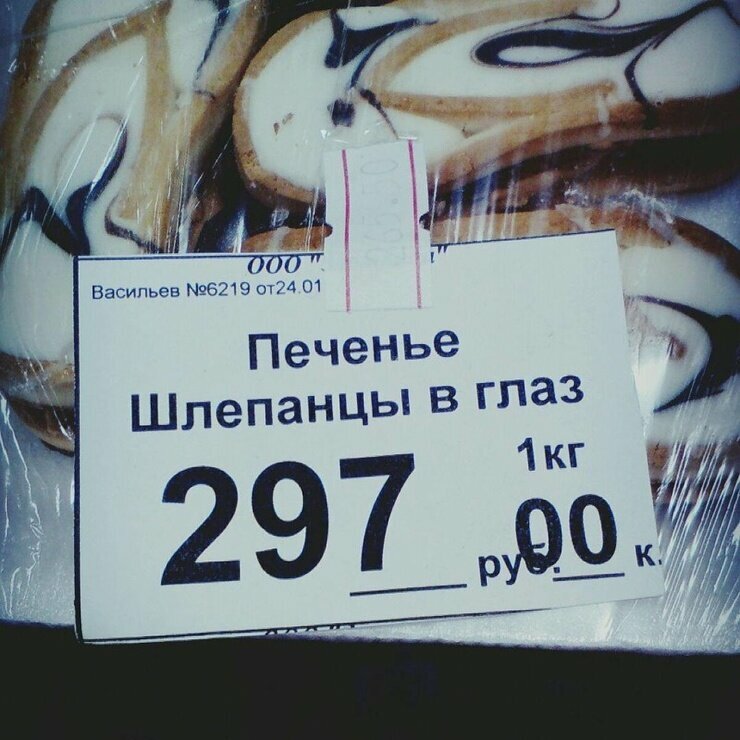 ООО "
Васильев №6219 от24.01
Печенье
Шлепанцы в глаз
1кг
297 руб. 00 к.